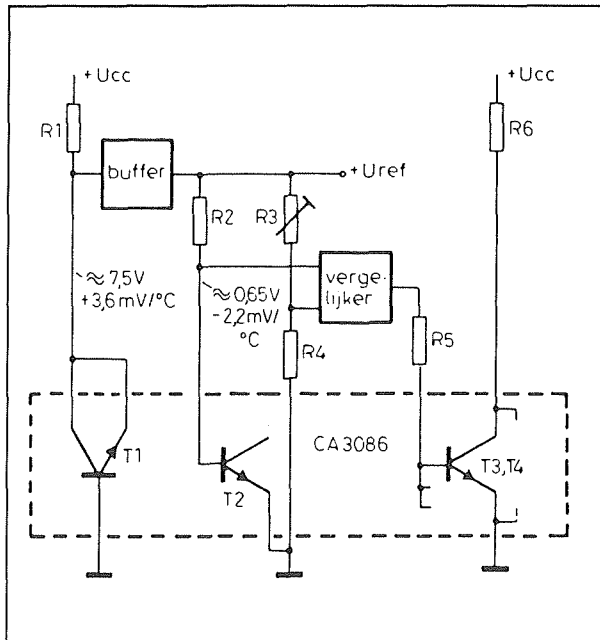 +Ucc
+Ucc
R1
R6
buffer
+Uref
R2
R3
≈7,5V
+3,6mV/°C
≈0,65V
-2,2mV/
°C
verge-
lijker
R4
R5
CA3086
T1
T2
T3,T4